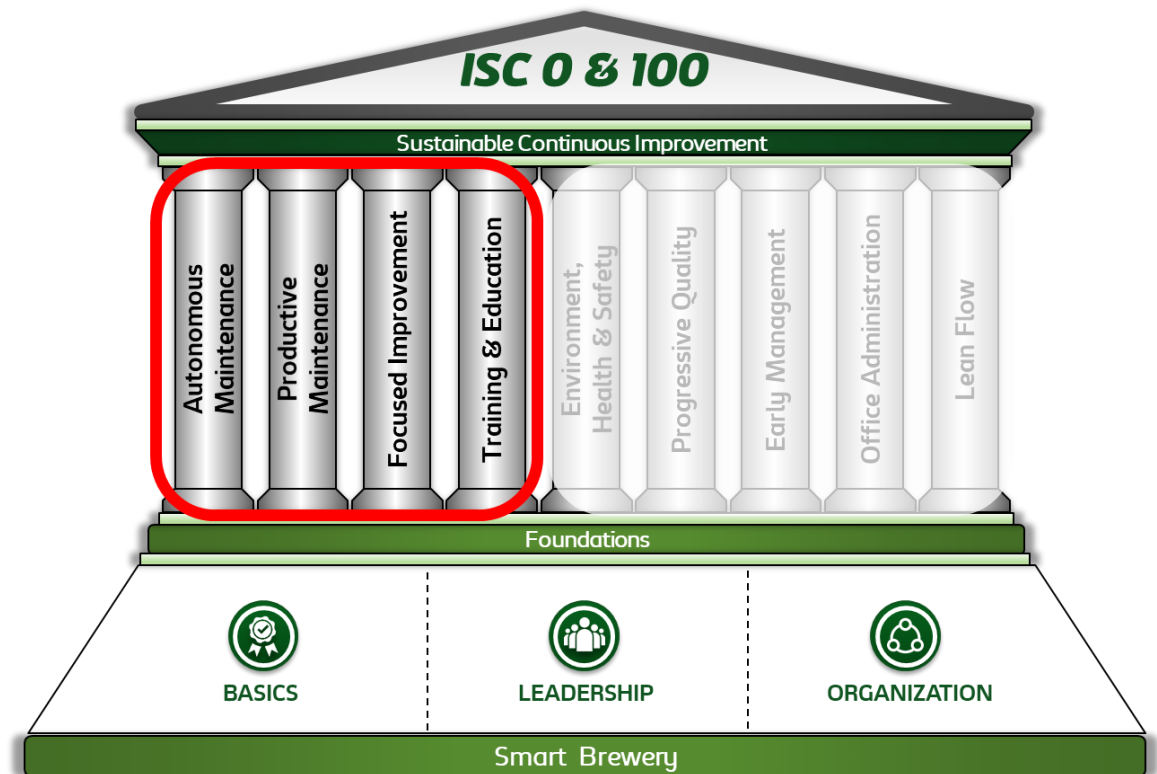 ISC 0 & 100
Sustainable Continuous Improvement
Autonomous
Maintenance
Productive
Maintenance
Focused Improvement
Training & Education
Environment,
Health & Safety
Progressive Quality
Early Management
Office Administration
Lean Flow
Foundations
BASICS
LEADERSHIP
ORGANIZATION
Smart Brewery